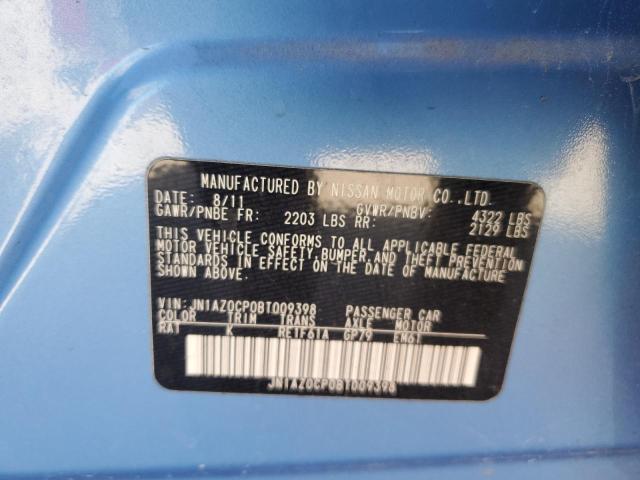 MANUFACTURED BY NISSAN MOTOR CO.,LTD.
DATE: 8/11 GVWR/PNBV: 4322 LBS
GAWR/PNBE FR: 2203 LBS RR: 2129 LBS
THIS VEHICLE CONFORMS TO ALL APPLICABLE FEDERAL
MOTOR VEHICLE SAFETY,BUMPER,AND THEFT PREVENTION
STANDARDS IN EFFECT ON THE DATE OF MANUFACTURE
SHOWN ABOVE.
VIN: JN1AZ0CP0BT009398 PASSENGER CAR
COLOR TRIM TRANS AXLE MOTOR
RAT K RE1F61A GP79 EM61
JN1AZ0CP0BT009398